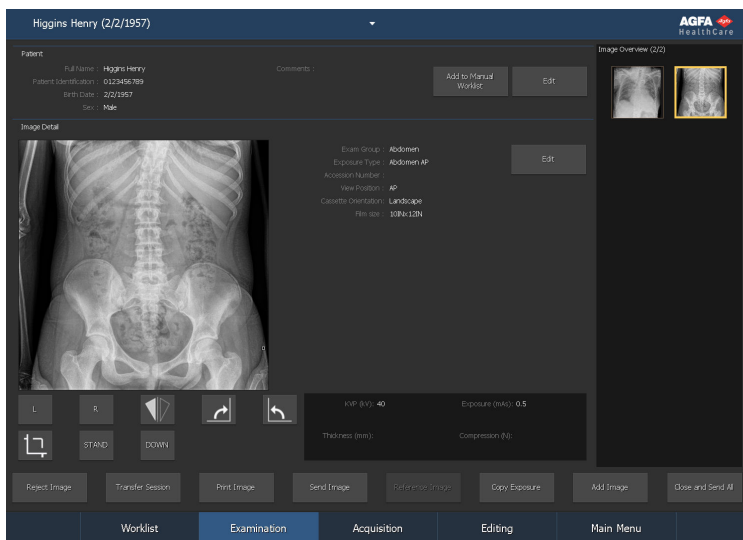 Higgins Henry (2/2/1957)
AGFA
HealthCare
Patient
Full Name : Higgins Henry
Patient Identification : 0123456789
Birth Date : 2/2/1957
Sex : Male
Comments :
Add to Manual
Worklist
Edit
Image Overview (2/2)
Image Detail
Exam Group : Abdomen
Exposure Type : Abdomen AP
Accession Number :
View Position : AP
Cassette Orientation: Landscape
Film size : 10INx12IN
Edit
L
R
STAND
DOWN
KVP (kV): 40
Exposure (mAs): 0.5
Thickness (mm):
Compression (N):
Reject Image
Transfer Session
Print Image
Send Image
Reference Image
Copy Exposure
Add Image
Close and Send All
Worklist
Examination
Acquisition
Editing
Main Menu